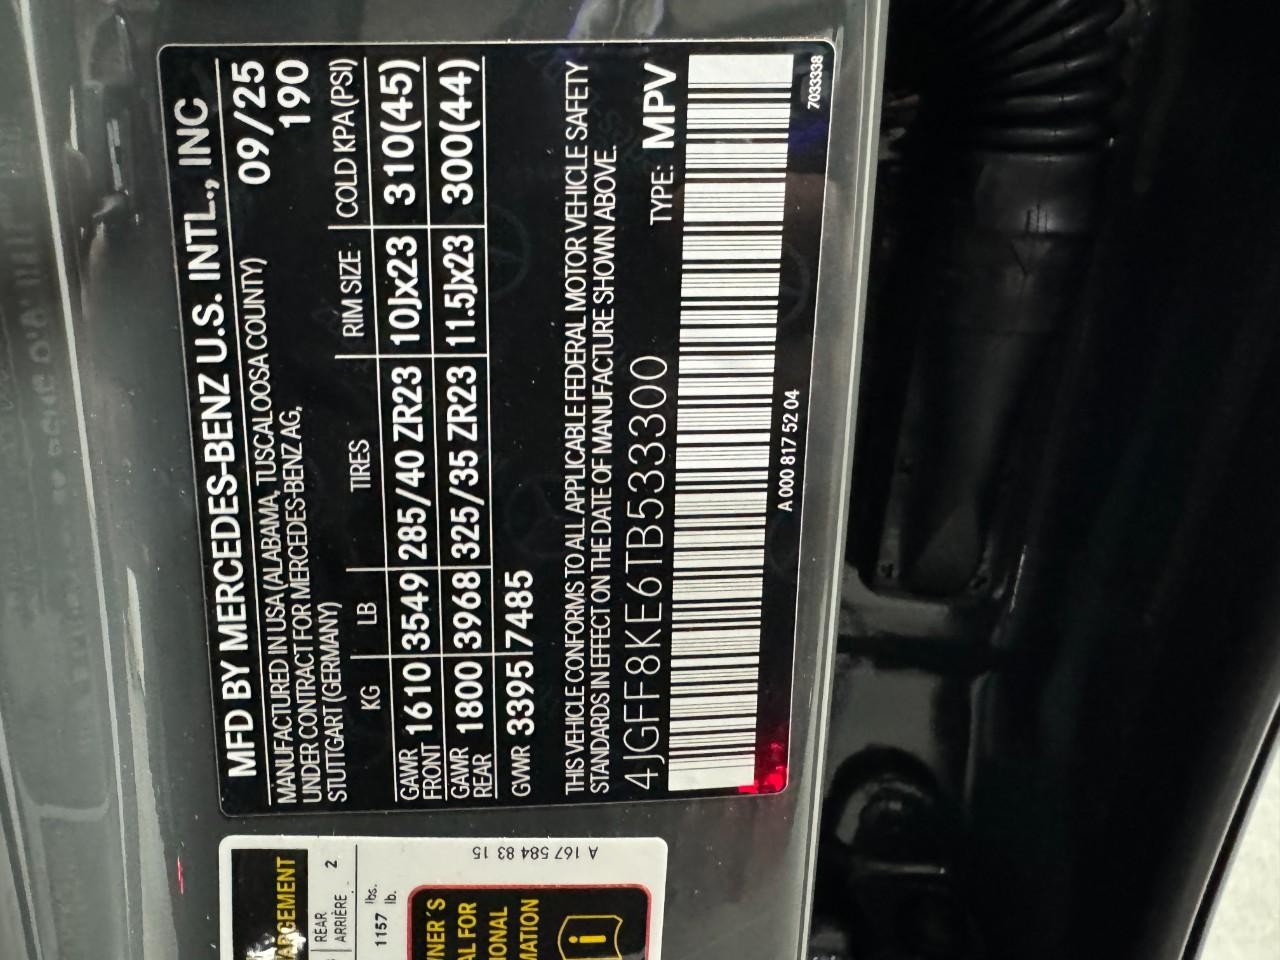 MFD BY MERCEDES-BENZ U.S. INTL., INC
MANUFACTURED IN USA (ALABAMA, TUSCALOOSA COUNTY) 09/25
UNDER CONTRACT FOR MERCEDES-BENZ AG, 190
STUTTGART (GERMANY)
KG LB TIRES RIM SIZE COLD KPA (PSI)
GAWR FRONT 1610 3549 285/40 ZR23 10Jx23 310(45)
GAWR REAR 1800 3968 325/35 ZR23 11.5Jx23 300(44)
GVWR 3395 7485
THIS VEHICLE CONFORMS TO ALL APPLICABLE FEDERAL MOTOR VEHICLE SAFETY
STANDARDS IN EFFECT ON THE DATE OF MANUFACTURE SHOWN ABOVE.
4JGFF8KE6TB533300 TYPE: MPV
A 000 817 52 04
7033338
REAR
ARRIÈRE 2
1157 lbs.
lb.
A 167 584 83 15
FOR
i